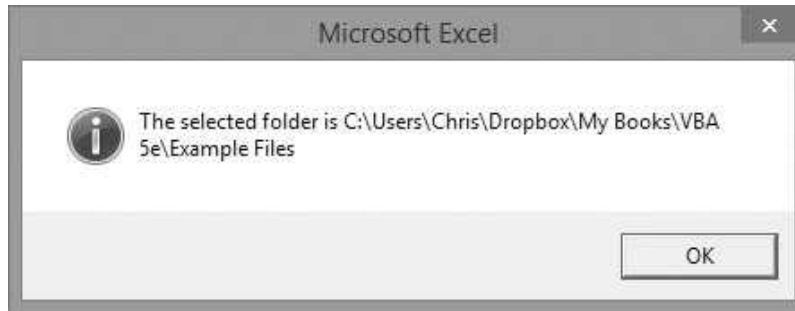 Microsoft Excel
The selected folder is C:\Users\Chris\Dropbox\My Books\VBA
5e\Example Files
OK